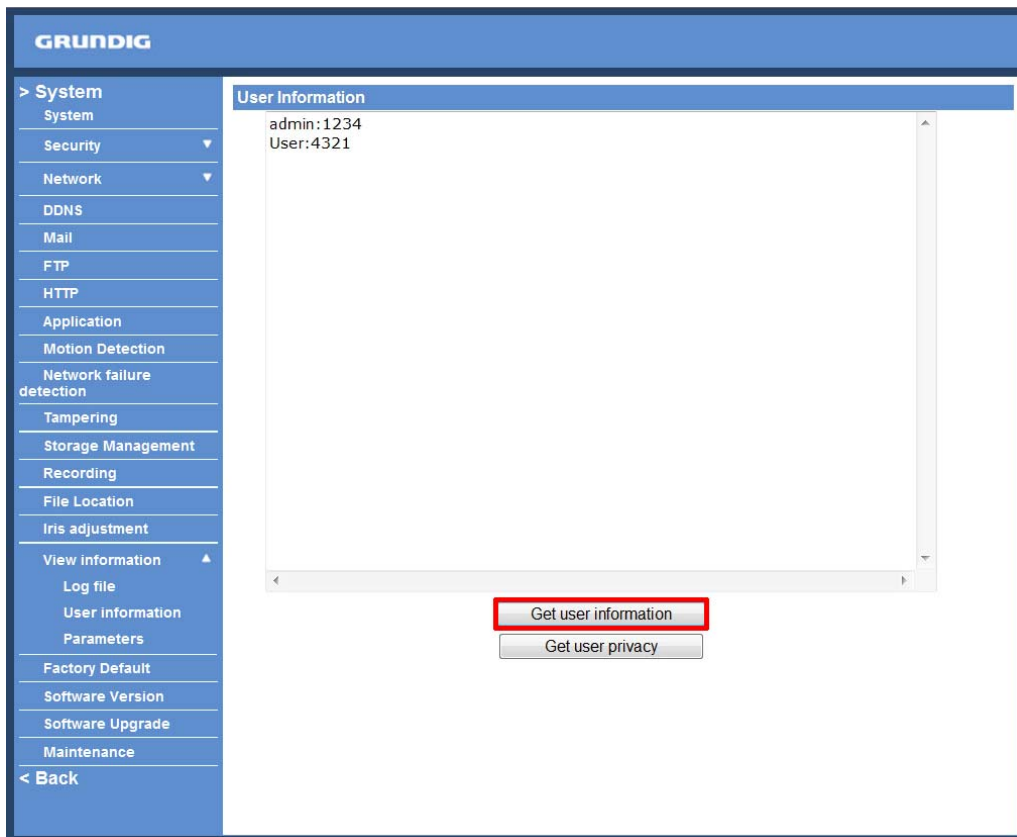 GRUNDIG
> System
System
Security
Network
DDNS
Mail
FTP
HTTP
Application
Motion Detection
Network failure
detection
Tampering
Storage Management
Recording
File Location
Iris adjustment
View information
Log file
User information
Parameters
Factory Default
Software Version
Software Upgrade
Maintenance
< Back
User Information
admin:1234
User:4321
Get user information
Get user privacy